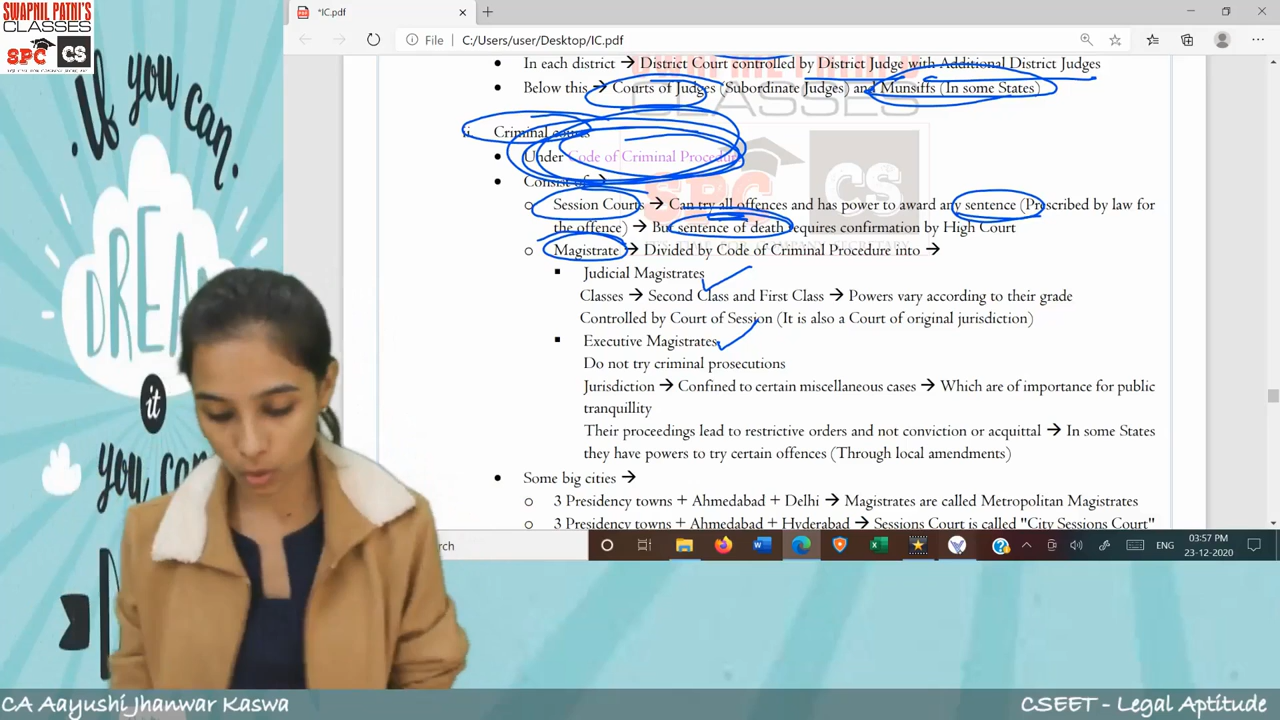 SWAPNIL PATNI'S
CLASSES
SPC CS
If you can
DREAM
it
you can
*IC.pdf
File C:/Users/user/Desktop/IC.pdf
• In each district → District Court controlled by District Judge with Additional District Judges
• Below this → Courts of Judges (Subordinate Judges) and Munsiffs (In some States)
ii. Criminal courts
• Under Code of Criminal Procedure
• Consist of →
o Session Courts → Can try all offences and has power to award any sentence (Prescribed by law for
the offence) → But sentence of death requires confirmation by High Court
o Magistrate → Divided by Code of Criminal Procedure into →
▪ Judicial Magistrates
Classes → Second Class and First Class → Powers vary according to their grade
Controlled by Court of Session (It is also a Court of original jurisdiction)
▪ Executive Magistrates
Do not try criminal prosecutions
Jurisdiction → Confined to certain miscellaneous cases → Which are of importance for public
tranquillity
Their proceedings lead to restrictive orders and not conviction or acquittal → In some States
they have powers to try certain offences (Through local amendments)
• Some big cities →
o 3 Presidency towns + Ahmedabad + Delhi → Magistrates are called Metropolitan Magistrates
o 3 Presidency towns + Ahmedabad + Hyderabad → Sessions Court is called "City Sessions Court"
CLASSES
SPC CS
ENG
03:57 PM
23-12-2020
CA Aayushi Jhanwar Kaswa
CSEET - Legal Aptitude